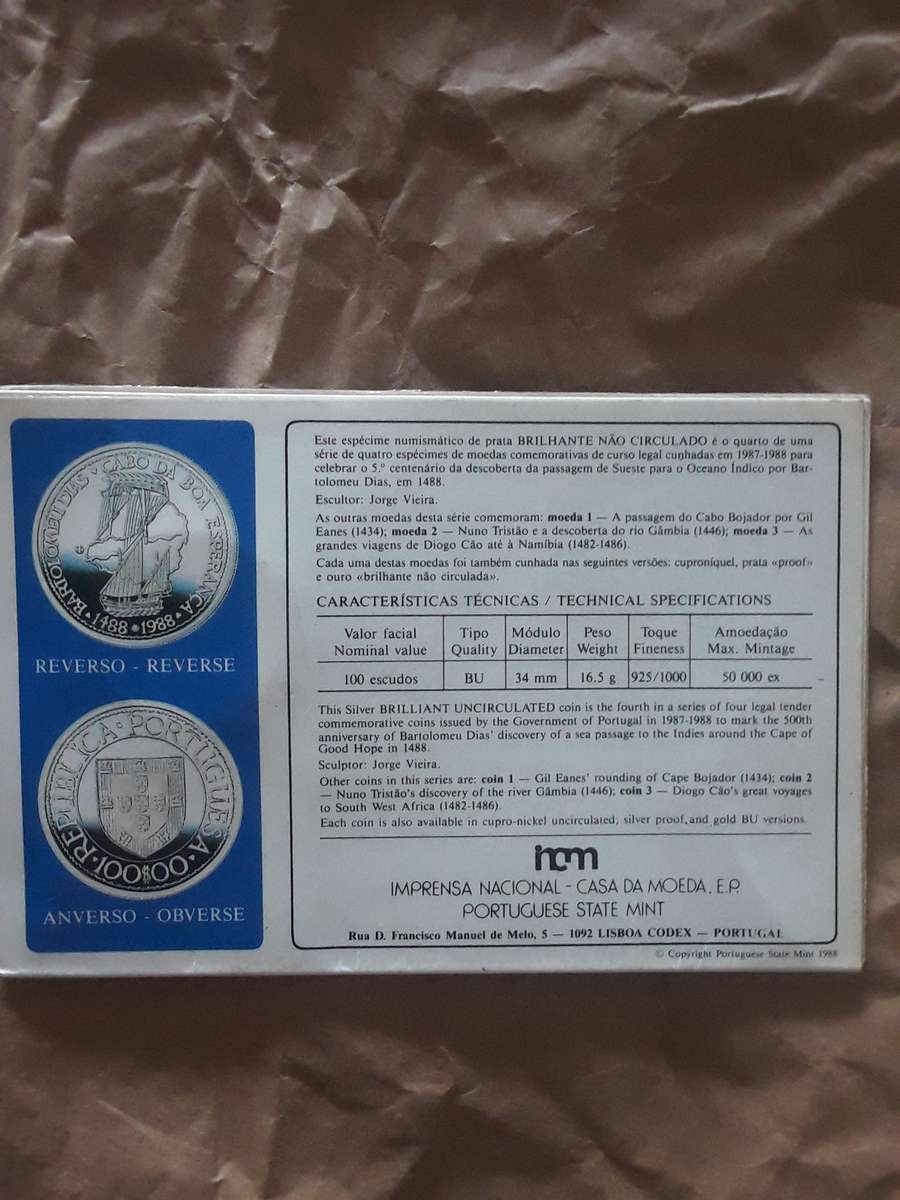 BARTOLOMEU DIAS · CABO DA BOA ESPERANÇA ·
· 1488 · 1988 ·
REVERSO - REVERSE
REPÚBLICA · PORTUGUESA ·
100$00
ANVERSO - OBVERSE
Este espécime numismático de prata BRILHANTE NÃO CIRCULADO é o quarto de uma
série de quatro espécimes de moedas comemorativas de curso legal cunhadas em 1987-1988 para
celebrar o 5.º centenário da descoberta da passagem de Sueste para o Oceano Índico por Bar-
tolomeu Dias, em 1488.
Escultor: Jorge Vieira.
As outras moedas desta série comemoram: moeda 1 — A passagem do Cabo Bojador por Gil
Eanes (1434); moeda 2 — Nuno Tristão e a descoberta do rio Gâmbia (1446); moeda 3 — As
grandes viagens de Diogo Cão até à Namíbia (1482-1486).
Cada uma destas moedas foi também cunhada nas seguintes versões: cuproníquel, prata «proof»
e ouro «brilhante não circulada».
CARACTERÍSTICAS TÉCNICAS / TECHNICAL SPECIFICATIONS
Valor facial Tipo Módulo Peso Toque Amoedação
Nominal value Quality Diameter Weight Fineness Max. Mintage
100 escudos BU 34 mm 16.5 g 925/1000 50 000 ex
This Silver BRILLIANT UNCIRCULATED coin is the fourth in a series of four legal tender
commemorative coins issued by the Government of Portugal in 1987-1988 to mark the 500th
anniversary of Bartolomeu Dias' discovery of a sea passage to the Indies around the Cape of
Good Hope in 1488.
Sculptor: Jorge Vieira.
Other coins in this series are: coin 1 — Gil Eanes' rounding of Cape Bojador (1434); coin 2
— Nuno Tristão's discovery of the river Gâmbia (1446); coin 3 — Diogo Cão's great voyages
to South West Africa (1482-1486).
Each coin is also available in cupro-nickel uncirculated, silver proof, and gold BU versions.
incm
IMPRENSA NACIONAL - CASA DA MOEDA, E.P.
PORTUGUESE STATE MINT
Rua D. Francisco Manuel de Melo, 5 — 1092 LISBOA CODEX — PORTUGAL
© Copyright Portuguese State Mint 1988